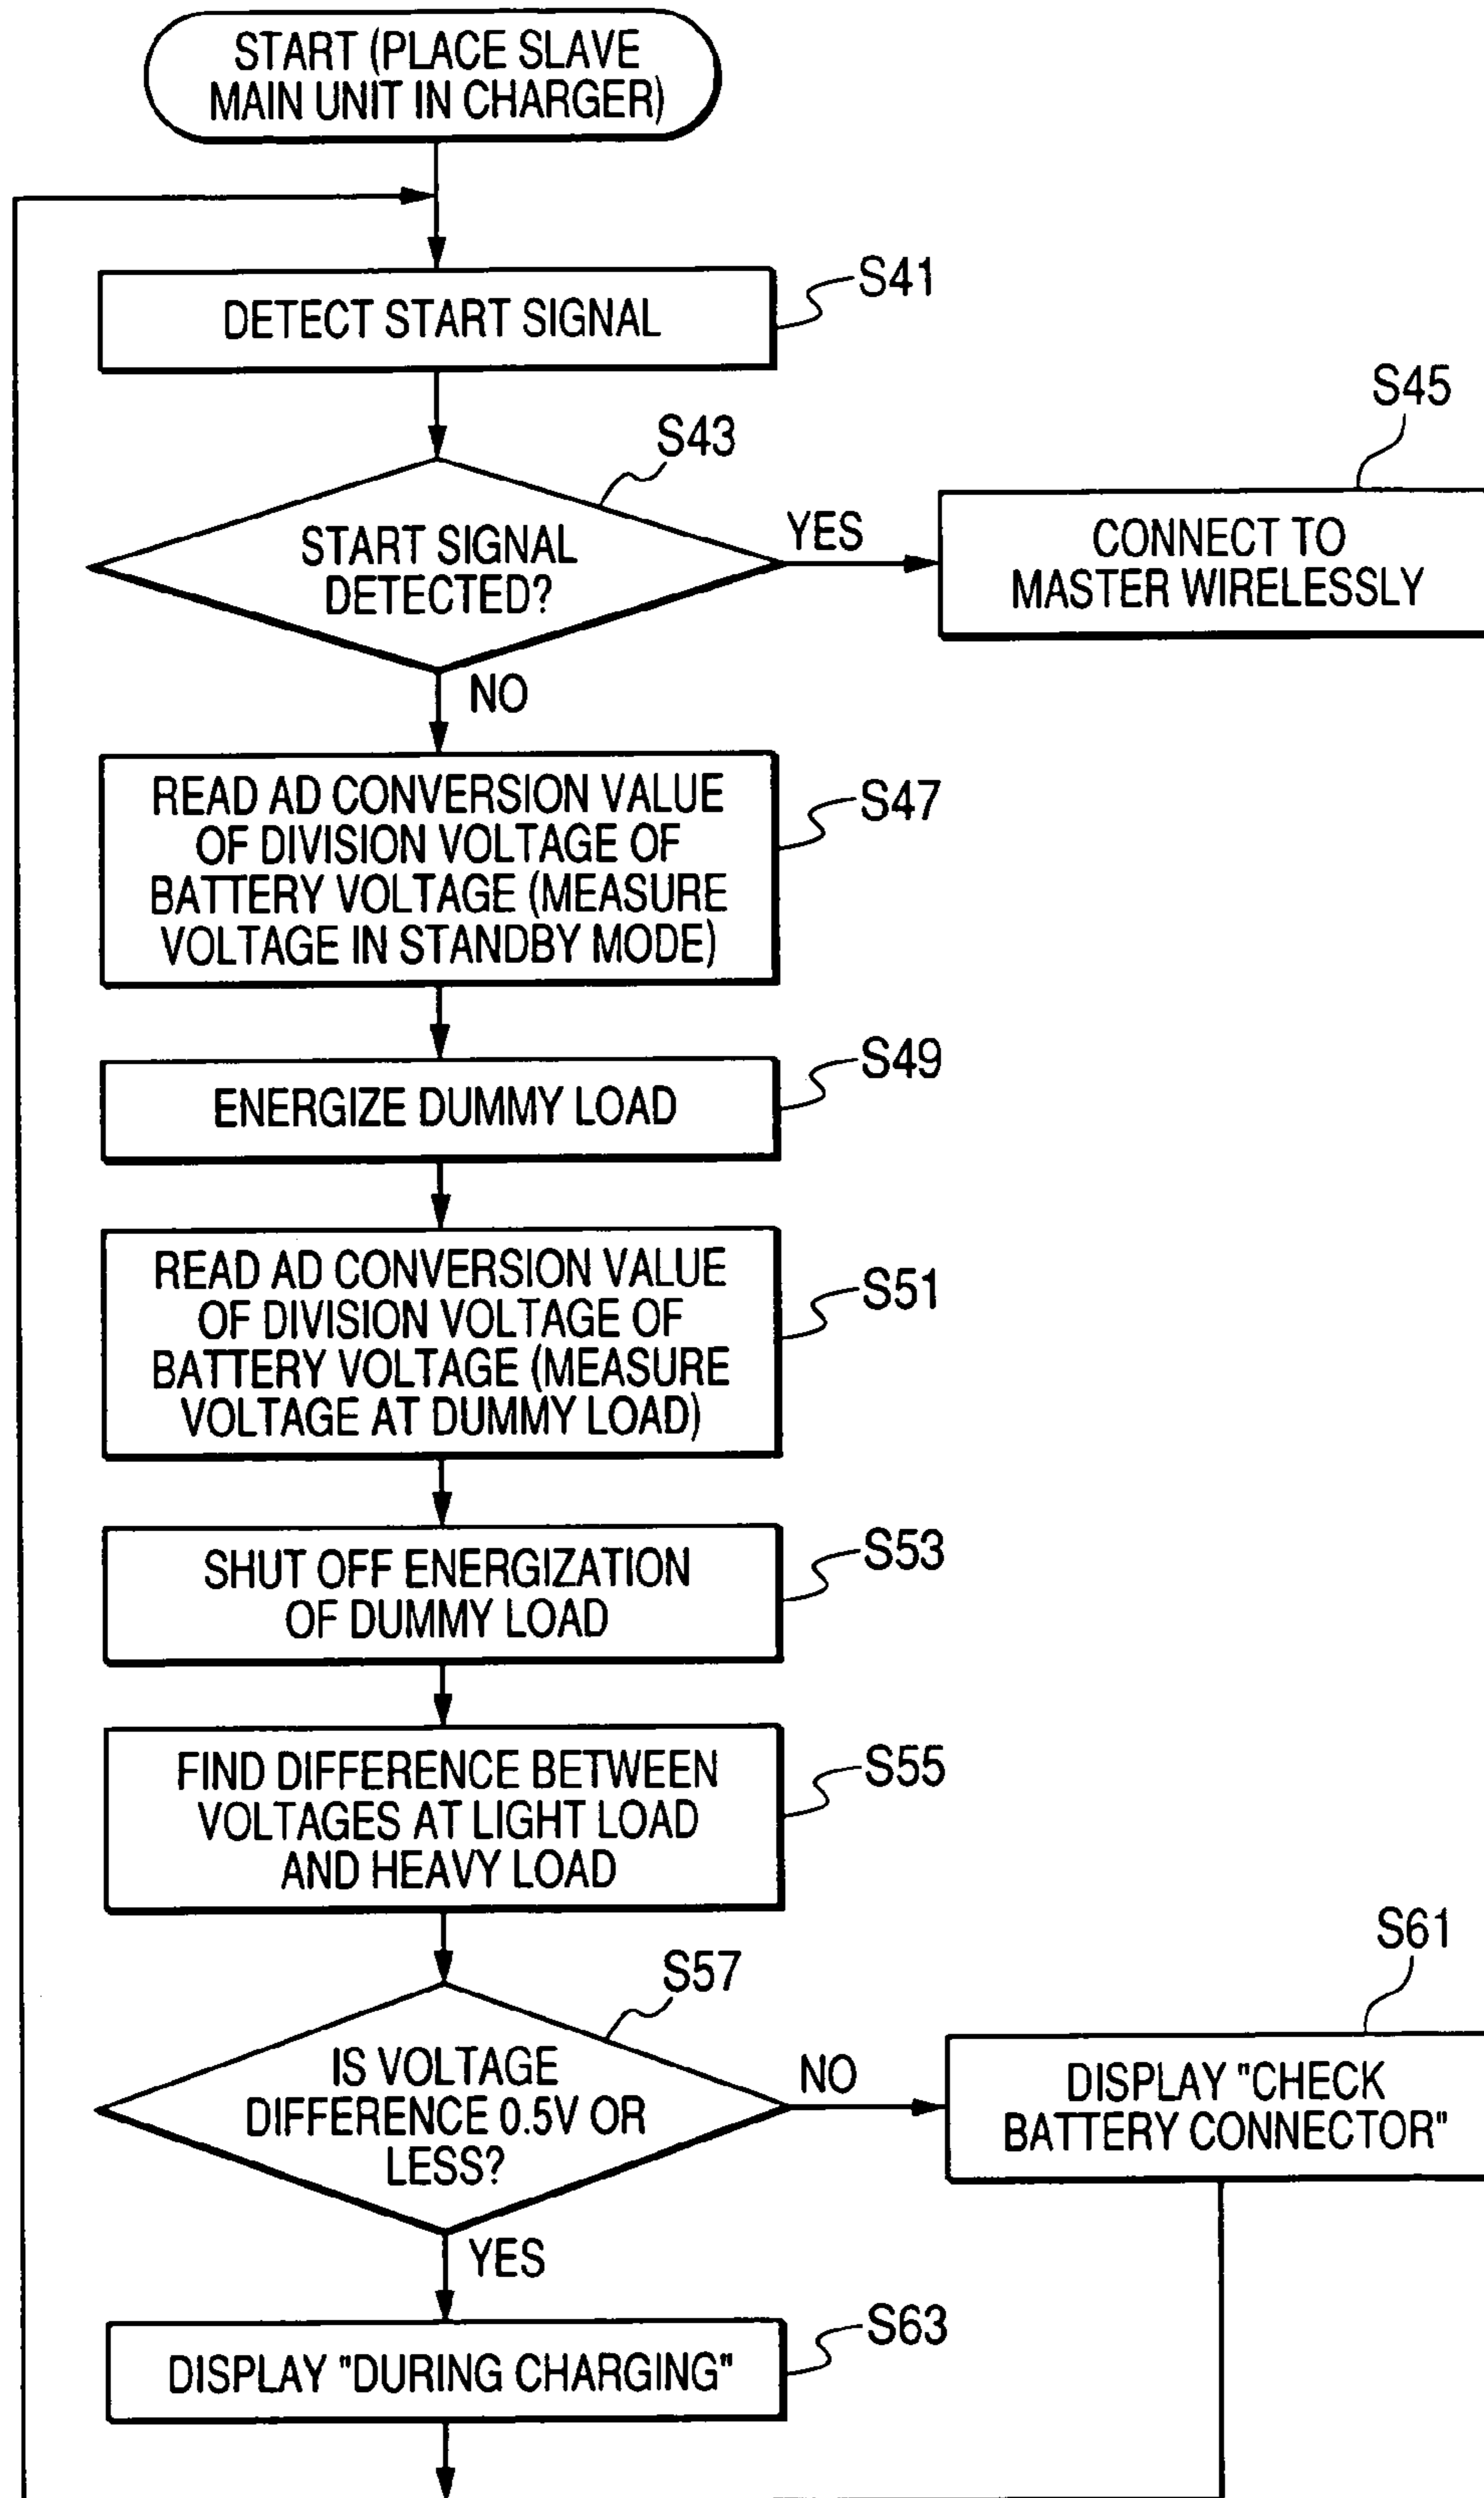 START (PLACE SLAVE
MAIN UNIT IN CHARGER)
DETECT START SIGNAL
S41
S43
START SIGNAL
DETECTED?
YES
S45
CONNECT TO
MASTER WIRELESSLY
NO
READ AD CONVERSION VALUE
OF DIVISION VOLTAGE OF
BATTERY VOLTAGE (MEASURE
VOLTAGE IN STANDBY MODE)
S47
ENERGIZE DUMMY LOAD
S49
READ AD CONVERSION VALUE
OF DIVISION VOLTAGE OF
BATTERY VOLTAGE (MEASURE
VOLTAGE AT DUMMY LOAD)
S51
SHUT OFF ENERGIZATION
OF DUMMY LOAD
S53
FIND DIFFERENCE BETWEEN
VOLTAGES AT LIGHT LOAD
AND HEAVY LOAD
S55
S57
IS VOLTAGE
DIFFERENCE 0.5V OR
LESS?
NO
S61
DISPLAY "CHECK
BATTERY CONNECTOR"
YES
DISPLAY "DURING CHARGING"
S63